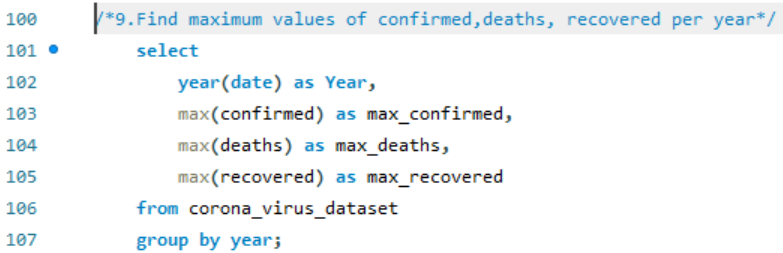 100 /*9.Find maximum values of confirmed,deaths, recovered per year*/
101 select
102 year(date) as Year,
103 max(confirmed) as max_confirmed,
104 max(deaths) as max_deaths,
105 max(recovered) as max_recovered
106 from corona_virus_dataset
107 group by year;